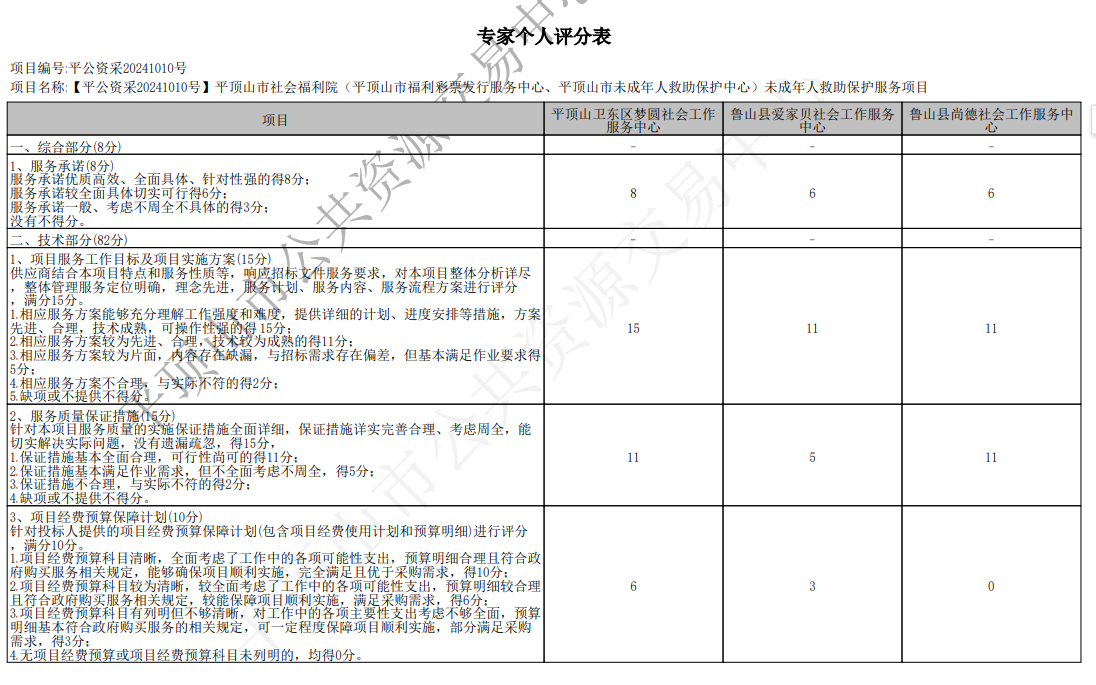 专家个人评分表
项目编号:平公资采20241010号
项目名称:【平公资采20241010号】平顶山市社会福利院（平顶山市福利彩票发行服务中心、平顶山市未成年人救助保护中心）未成年人救助保护服务项目
项目
平顶山卫东区梦圆社会工作
服务中心
鲁山县爱家贝社会工作服务
中心
鲁山县尚德社会工作服务中
心
一、综合部分(8分)
-
-
-
1、服务承诺(8分)
服务承诺优质高效、全面具体、针对性强的得8分；
服务承诺较全面具体切实可行得6分；
服务承诺一般、考虑不周全不具体的得3分；
没有不得分。
8
6
6
二、技术部分(82分)
-
-
-
1、项目服务工作目标及项目实施方案(15分)
供应商结合本项目特点和服务性质等，响应招标文件服务要求，对本项目整体分析详尽
，整体管理服务定位明确，理念先进，服务计划、服务内容、服务流程方案进行评分
，满分15分。
1.相应服务方案能够充分理解工作强度和难度，提供详细的计划、进度安排等措施，方案
先进、合理，技术成熟，可操作性强的得15分；
2.相应服务方案较为先进、合理，技术较为成熟的得11分；
3.相应服务方案较为片面，内容存在缺漏，与招标需求存在偏差，但基本满足作业要求得
5分；
4.相应服务方案不合理，与实际不符的得2分；
5.缺项或不提供不得分。
15
11
11
2、服务质量保证措施(15分)
针对本项目服务质量的实施保证措施全面详细，保证措施详实完善合理、考虑周全，能
切实解决实际问题，没有遗漏疏忽，得15分，
1.保证措施基本全面合理，可行性尚可的得11分；
2.保证措施基本满足作业需求，但不全面考虑不周全，得5分；
3.保证措施不合理，与实际不符的得2分；
4.缺项或不提供不得分。
11
5
11
3、项目经费预算保障计划(10分)
针对投标人提供的项目经费预算保障计划(包含项目经费使用计划和预算明细)进行评分
，满分10分。
1.项目经费预算科目清晰，全面考虑了工作中的各项可能性支出，预算明细合理且符合政
府购买服务相关规定，能够确保项目顺利实施，完全满足且优于采购需求，得10分；
2.项目经费预算科目较为清晰，较全面考虑了工作中的各项可能性支出，预算明细较合理
且符合政府购买服务相关规定，较能保障项目顺利实施，满足采购需求，得6分；
3.项目经费预算科目有列明但不够清晰，对工作中的各项主要性支出考虑不够全面，预算
明细基本符合政府购买服务的相关规定，可一定程度保障项目顺利实施，部分满足采购
需求，得3分；
4.无项目经费预算或项目经费预算科目未列明的，均得0分。
6
3
0
平顶山市公共资源交易中心
山市公共资源交易中心